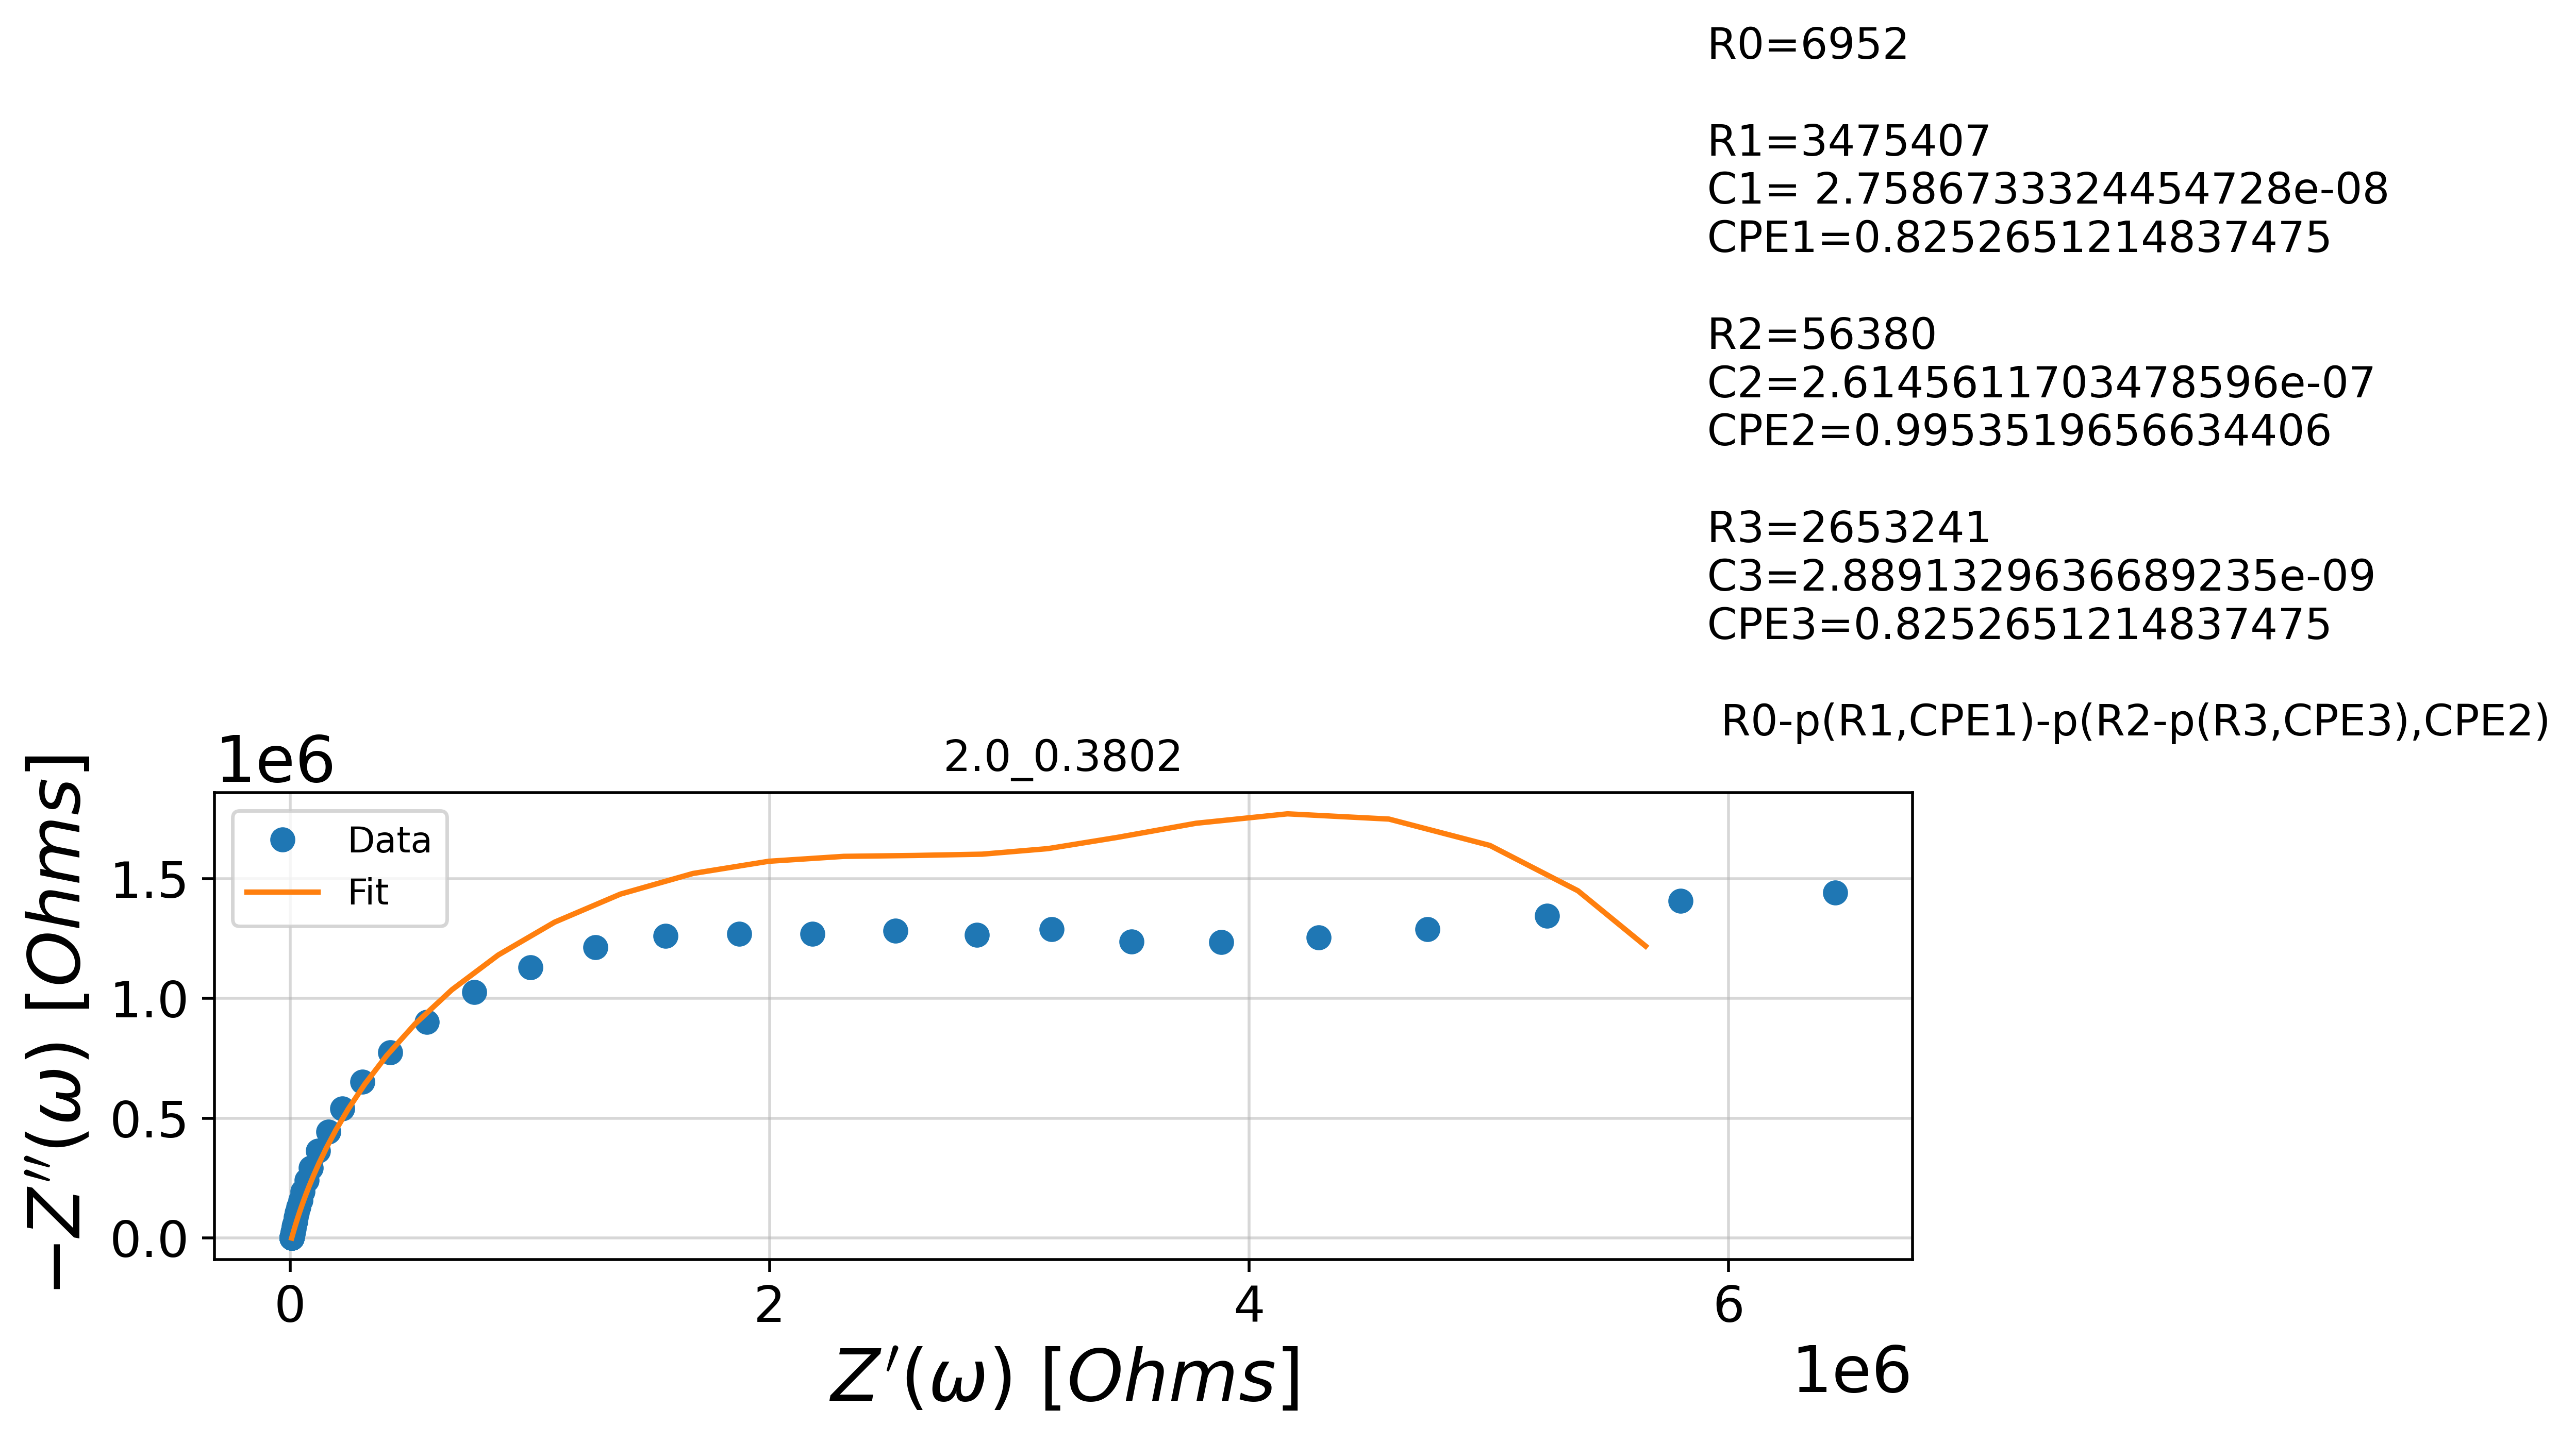 R0=6952
R1=3475407
C1= 2.7586733324454728e-08
CPE1=0.8252651214837475
R2=56380
C2=2.6145611703478596e-07
CPE2=0.9953519656634406
R3=2653241
C3=2.8891329636689235e-09
CPE3=0.8252651214837475
R0-p(R1,CPE1)-p(R2-p(R3,CPE3),CPE2)
1e6
2.0_0.3802
Data
Fit
−Z′′(ω) [Ohms]
1.5
1.0
0.5
0.0
0 2 4 6
Z′(ω) [Ohms]
1e6